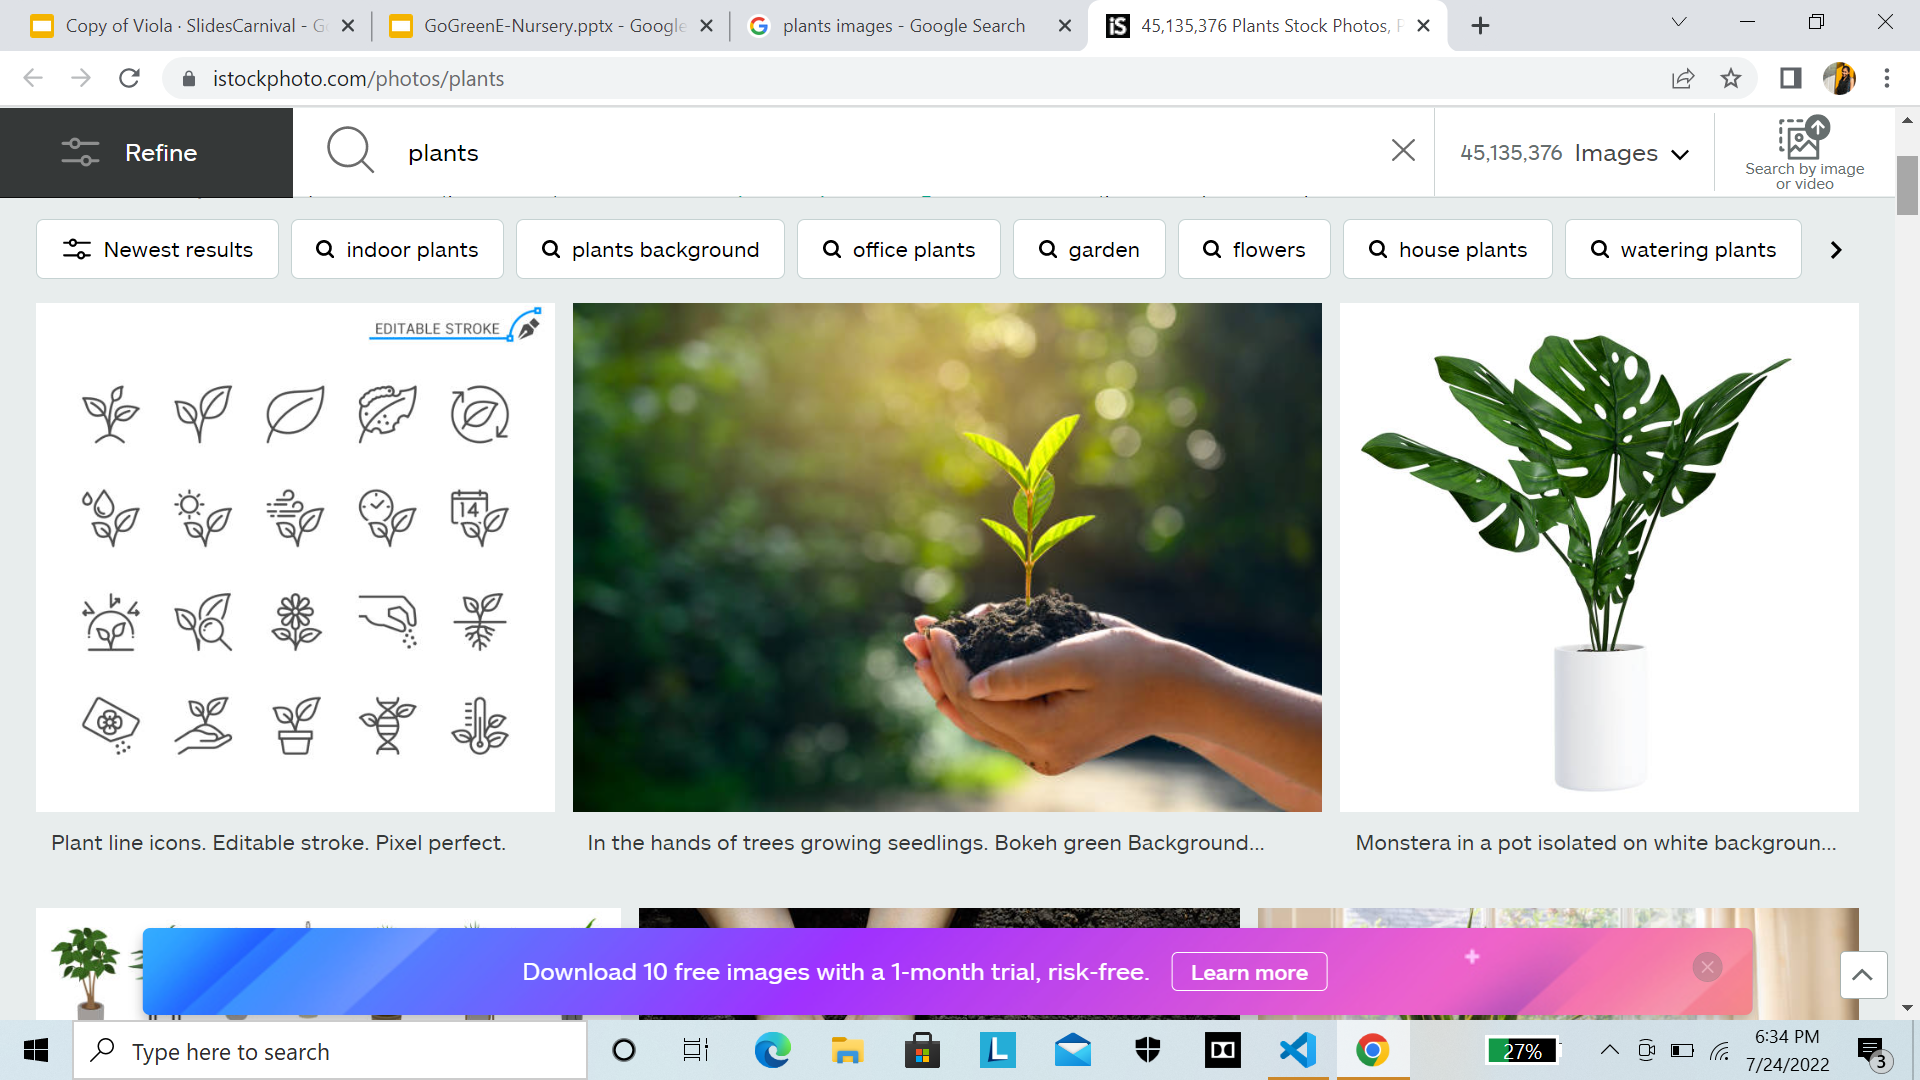 Copy of Viola · SlidesCarnival - G
GoGreenE-Nursery.pptx - Google
plants images - Google Search
iS
45,135,376 Plants Stock Photos, P
istockphoto.com/photos/plants
Refine
plants
45,135,376 Images
Search by image
or video
Newest results
indoor plants
plants background
office plants
garden
flowers
house plants
watering plants
EDITABLE STROKE
14
Plant line icons. Editable stroke. Pixel perfect.
In the hands of trees growing seedlings. Bokeh green Background...
Monstera in a pot isolated on white backgroun...
Download 10 free images with a 1-month trial, risk-free.
Learn more
Type here to search
L
27%
6:34 PM
7/24/2022
3